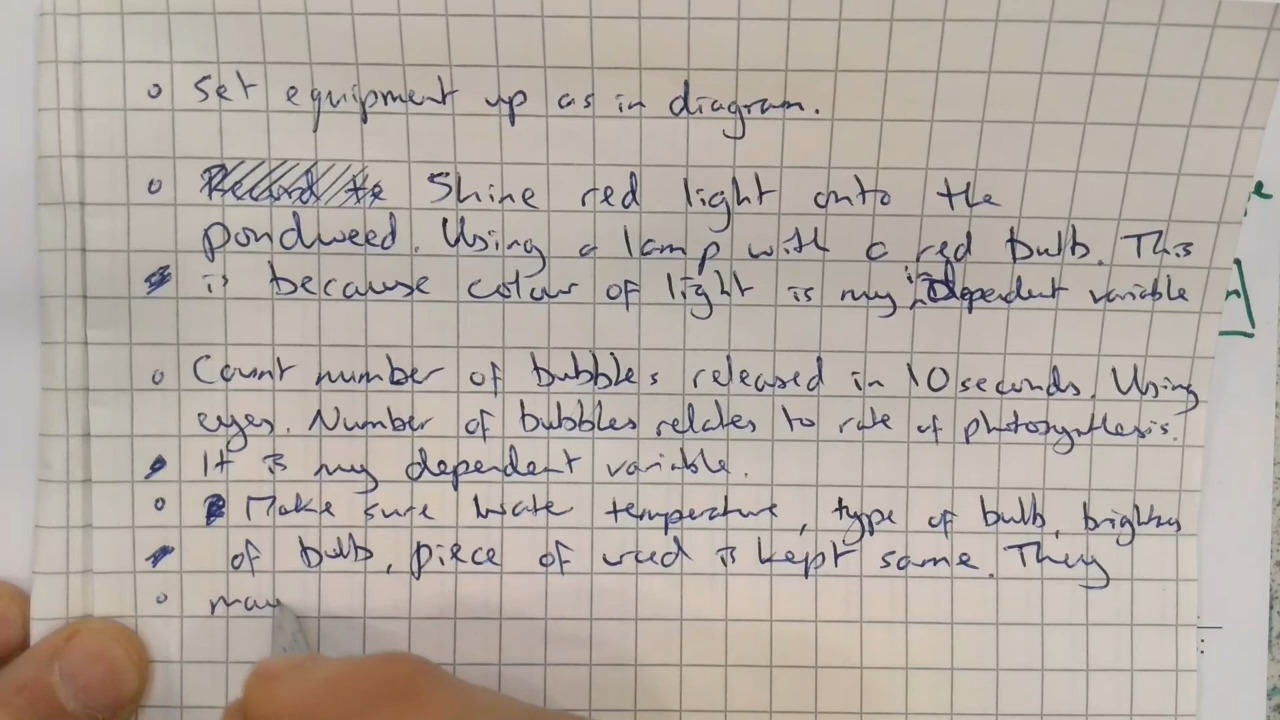 Set equipment up as in diagram.
Shine red light onto the
pondweed. Using a lamp with a red bulb. This
is because colour of light is my independent variable
Count number of bubbles released in 10 seconds. Using
eyes. Number of bubbles relates to rate of photosynthesis.
It is my dependent variable.
Make sure temperature, type of bulb,
of bulb, piece of weed is kept same. They
may